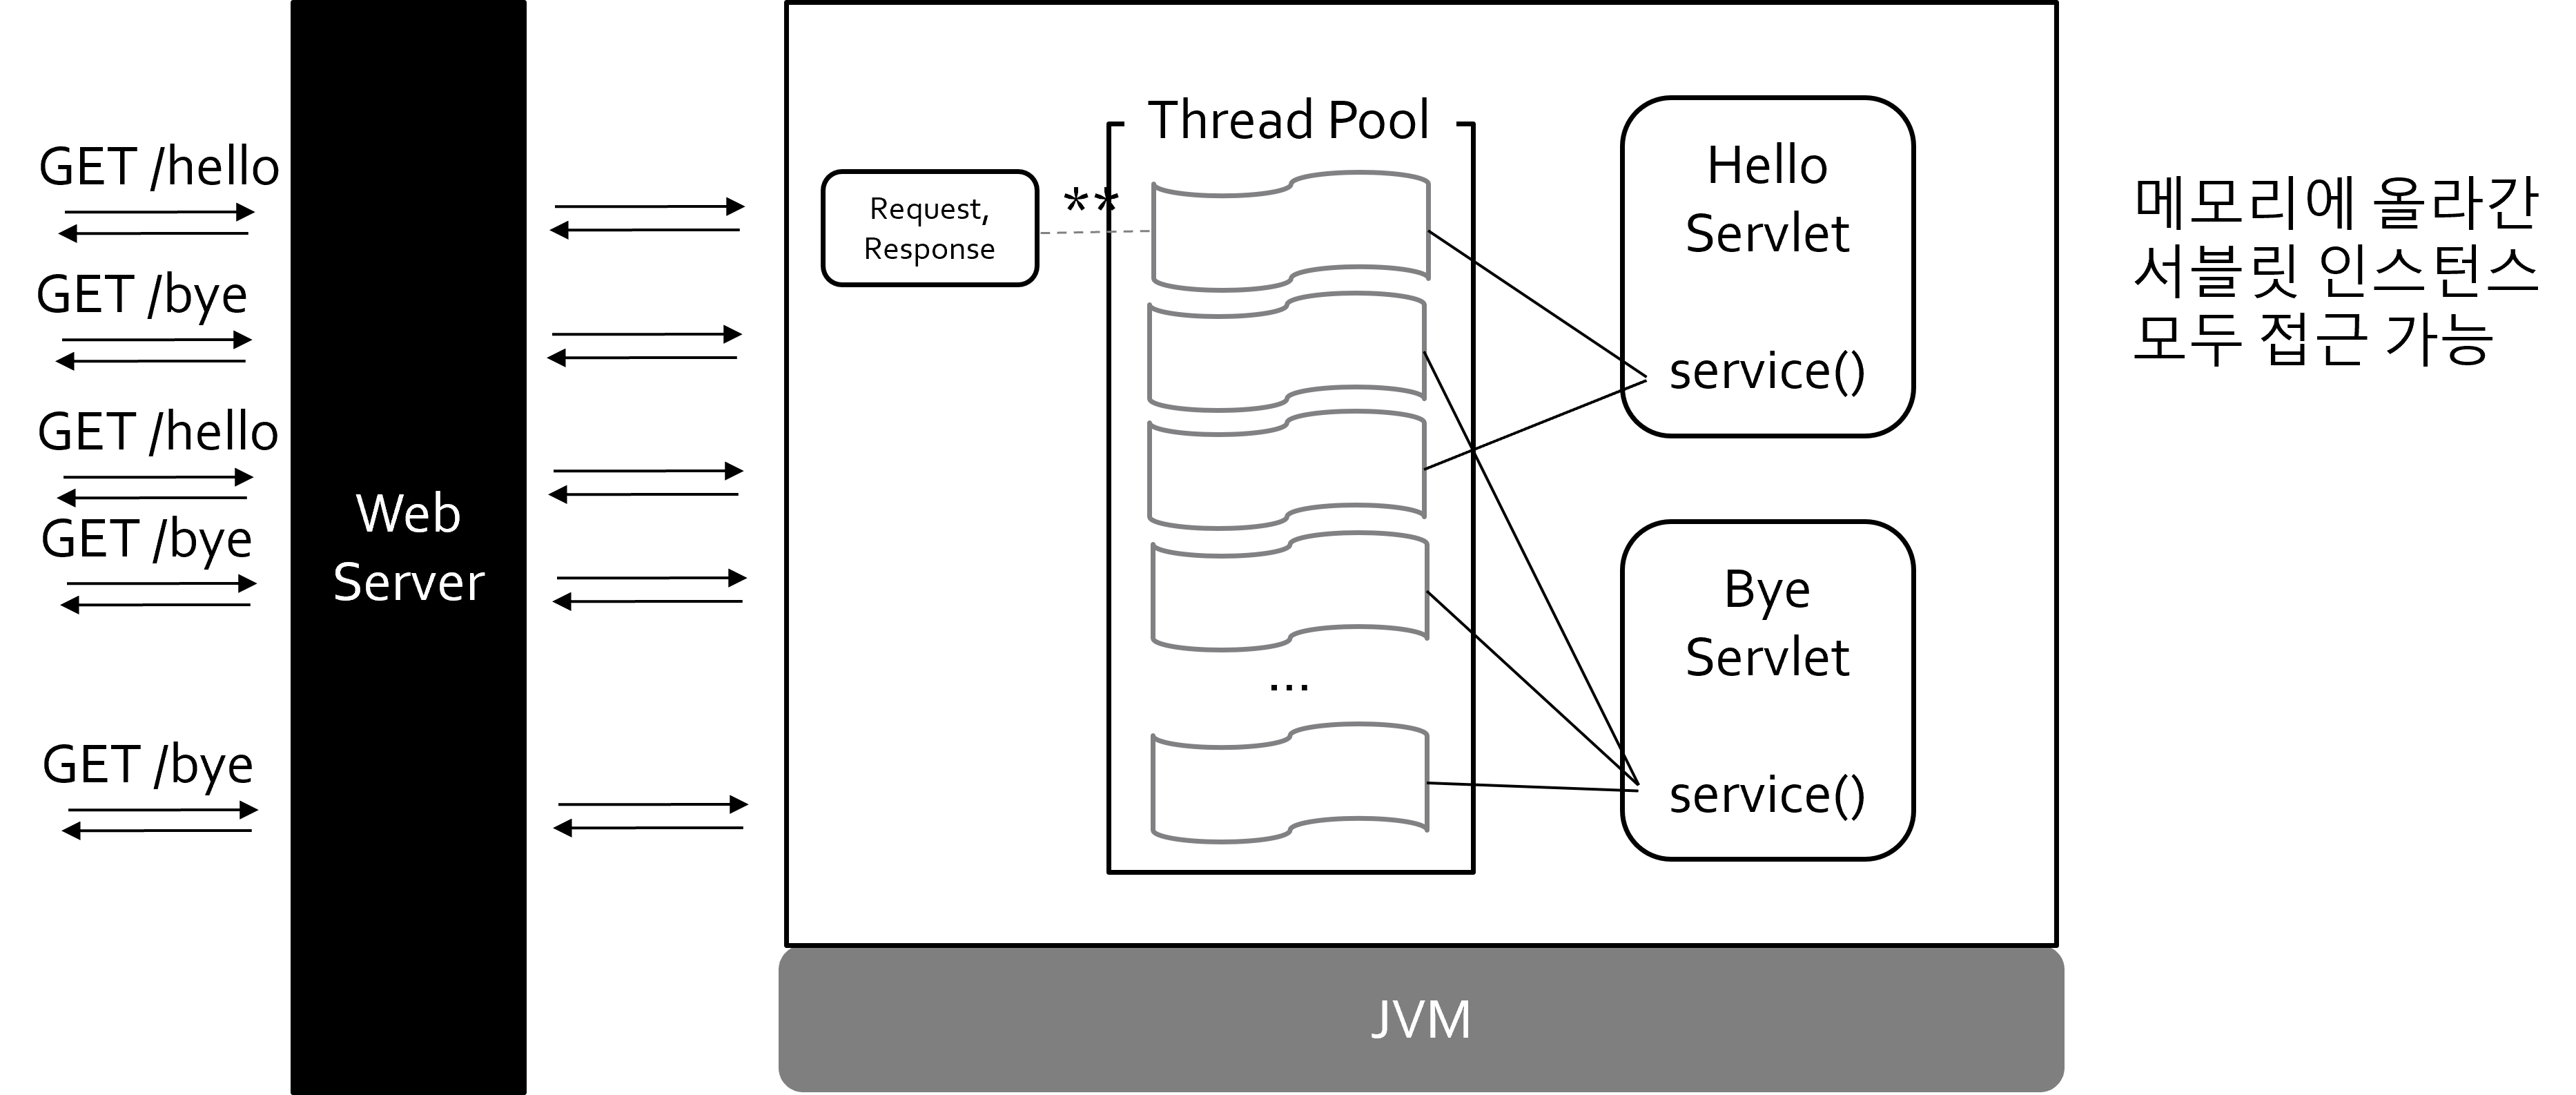 GET /hello
GET /bye
GET /hello
GET /bye
GET /bye
Web
Server
Request,
Response
**
Thread Pool
...
Hello
Servlet
service()
Bye
Servlet
service()
JVM
메모리에 올라간
서블릿 인스턴스
모두 접근 가능